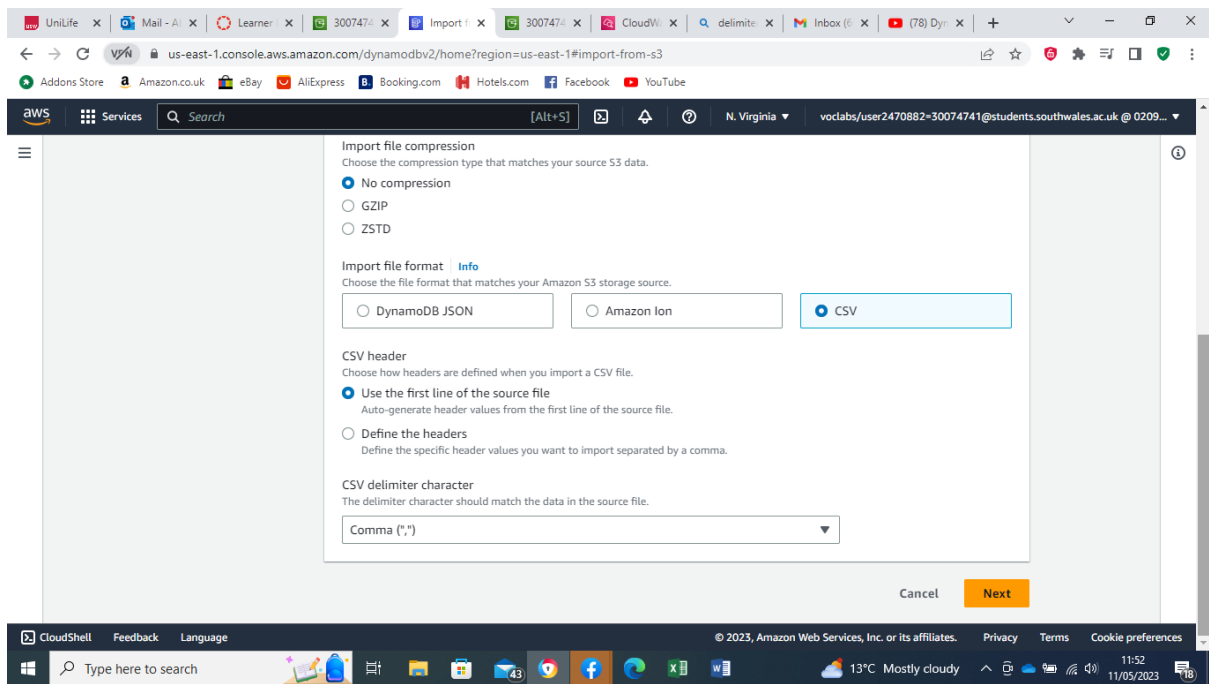 UniLife
Mail - Al
Learner
3007474
Import f
3007474
CloudW
delimite
Inbox (6
(78) Dyn
VPN
us-east-1.console.aws.amazon.com/dynamodbv2/home?region=us-east-1#import-from-s3
Addons Store
Amazon.co.uk
eBay
AliExpress
Booking.com
Hotels.com
Facebook
YouTube
aws
Services
Search
[Alt+S]
N. Virginia
voclabs/user2470882=30074741@students.southwales.ac.uk @ 0209...
Import file compression
Choose the compression type that matches your source S3 data.
No compression
GZIP
ZSTD
Import file format Info
Choose the file format that matches your Amazon S3 storage source.
DynamoDB JSON
Amazon Ion
CSV
CSV header
Choose how headers are defined when you import a CSV file.
Use the first line of the source file
Auto-generate header values from the first line of the source file.
Define the headers
Define the specific header values you want to import separated by a comma.
CSV delimiter character
The delimiter character should match the data in the source file.
Comma (",")
Cancel
Next
CloudShell
Feedback
Language
© 2023, Amazon Web Services, Inc. or its affiliates.
Privacy
Terms
Cookie preferences
Type here to search
43
13°C Mostly cloudy
11:52
11/05/2023
18